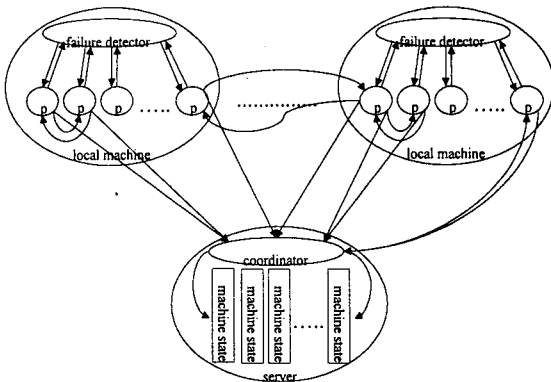 failure detector
failure detector
p p p ..... p ............... p p p ..... p
local machine
local machine
coordinator
machine state
machine state
machine state
.....
machine state
server